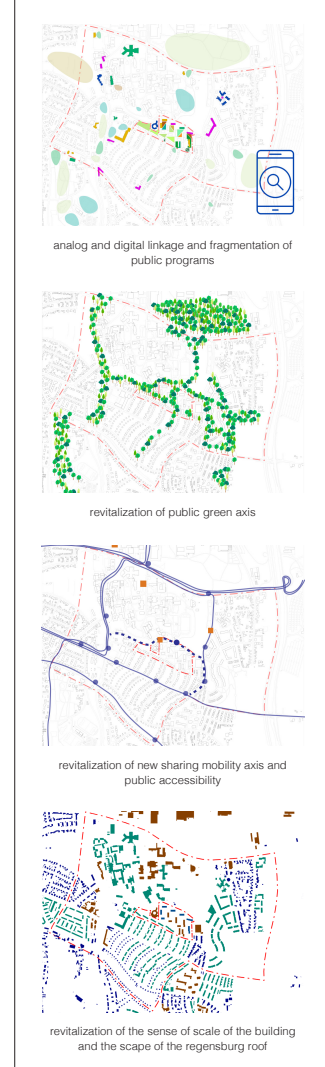 analog and digital linkage and fragmentation of
public programs
revitalization of public green axis
revitalization of new sharing mobility axis and
public accessibility
revitalization of the sense of scale of the building
and the scape of the regensburg roof